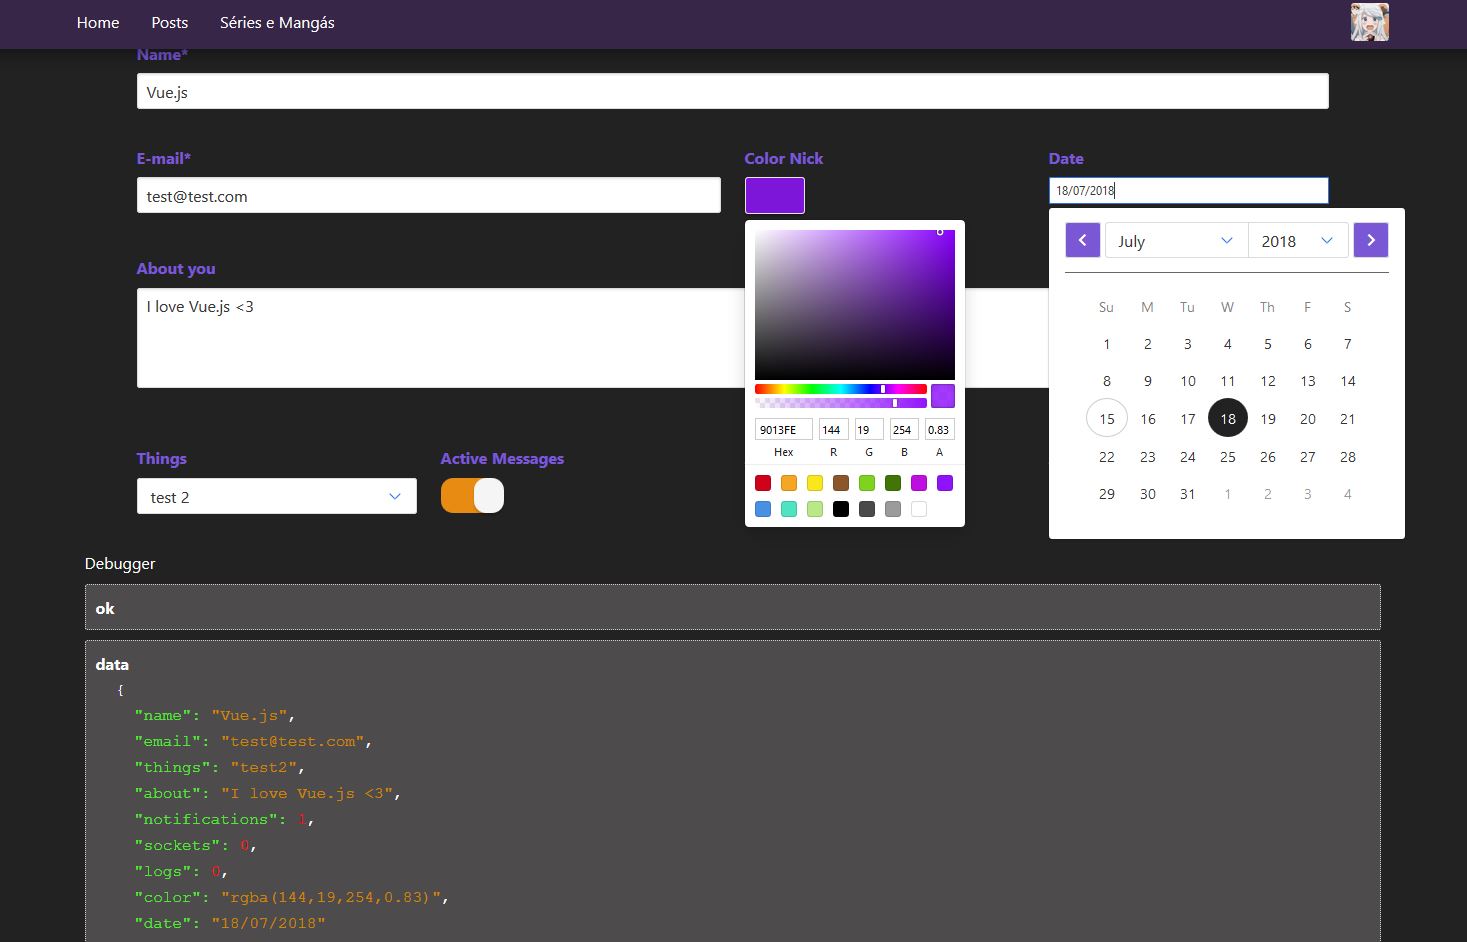 Home Posts Séries e Mangás
Name*
Vue.js
E-mail* Color Nick Date
test@test.com 18/07/2018
July 2018
About you
I love Vue.js <3
Su M Tu W Th F S
1 2 3 4 5 6 7
8 9 10 11 12 13 14
15 16 17 18 19 20 21
22 23 24 25 26 27 28
29 30 31 1 2 3 4
9013FE 144 19 254 0.83
Hex R G B A
Things Active Messages
test 2
Debugger
ok
data
{
"name": "Vue.js",
"email": "test@test.com",
"things": "test2",
"about": "I love Vue.js <3",
"notifications": 1,
"sockets": 0,
"logs": 0,
"color": "rgba(144,19,254,0.83)",
"date": "18/07/2018"